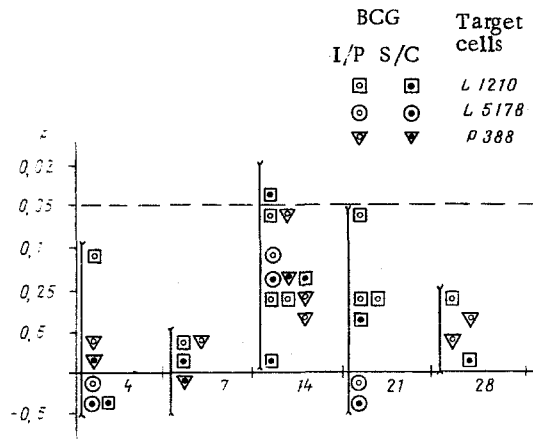 BCG
Target
cells
I/P S/C
L 1210
L 5178
P 388
P
0,02
0,05
0,1
0,25
0,5
4 7 14 21 28
-0,5